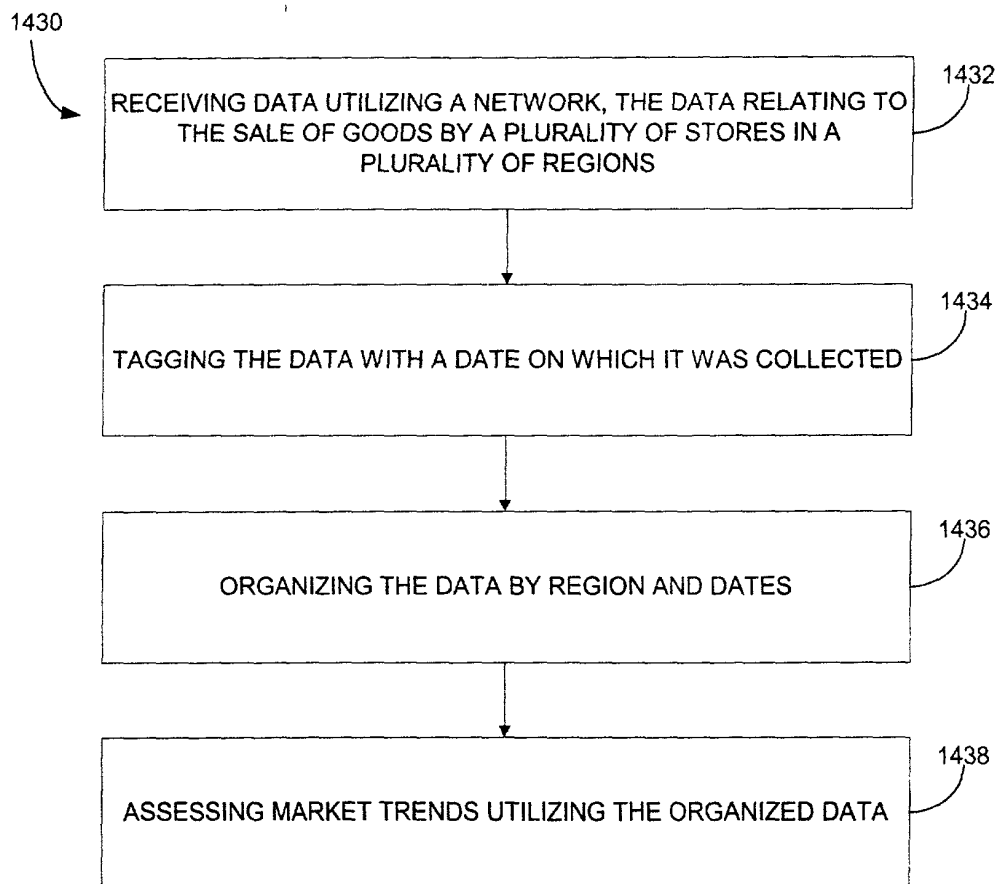 1430
1432
RECEIVING DATA UTILIZING A NETWORK, THE DATA RELATING TO
THE SALE OF GOODS BY A PLURALITY OF STORES IN A
PLURALITY OF REGIONS
1434
TAGGING THE DATA WITH A DATE ON WHICH IT WAS COLLECTED
1436
ORGANIZING THE DATA BY REGION AND DATES
1438
ASSESSING MARKET TRENDS UTILIZING THE ORGANIZED DATA